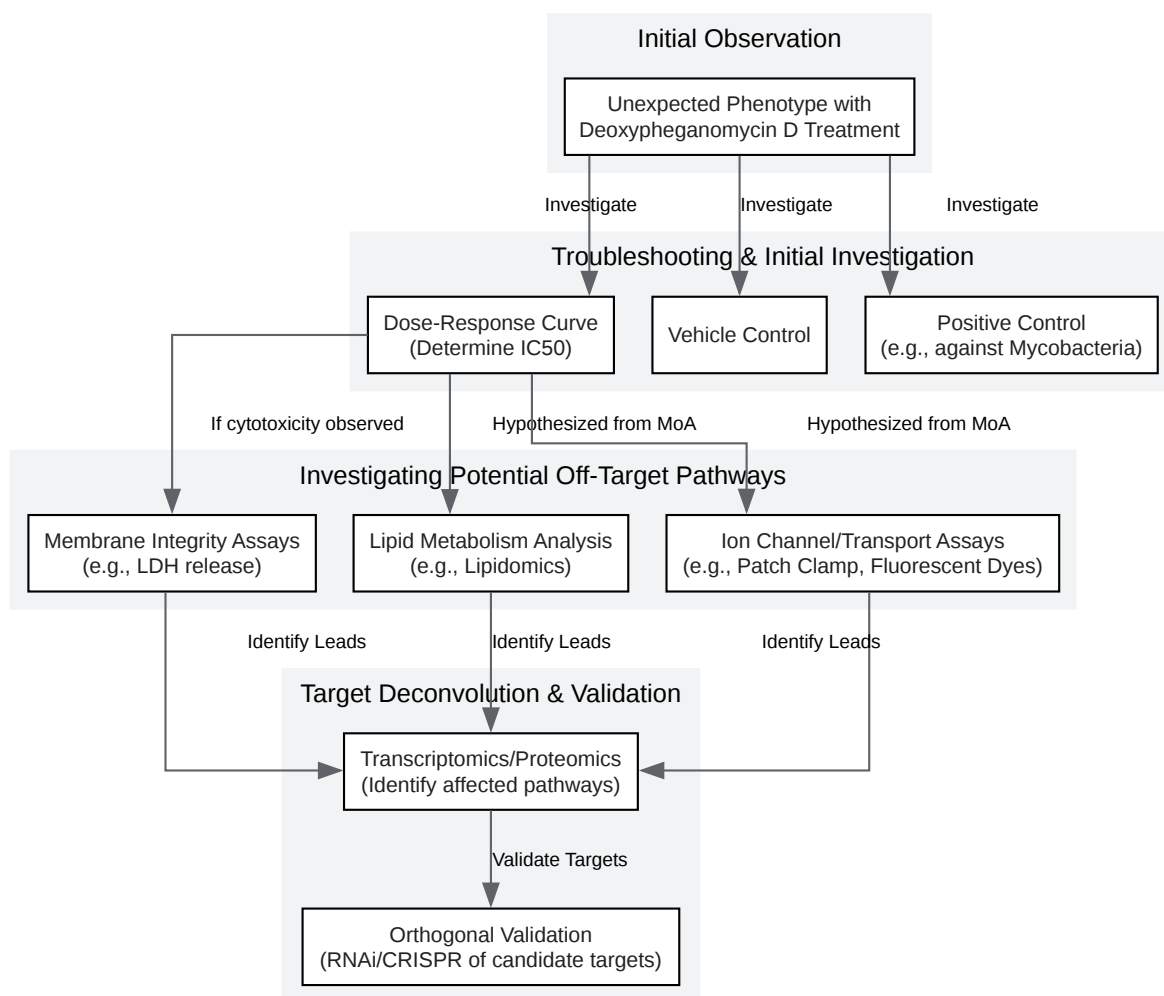 Initial Observation
Unexpected Phenotype with
Deoxypheganomycin D Treatment
Investigate
Investigate
Investigate
Troubleshooting & Initial Investigation
Dose-Response Curve
(Determine IC50)
Vehicle Control
Positive Control
(e.g., against Mycobacteria)
If cytotoxicity observed
Hypothesized from MoA
Hypothesized from MoA
Investigating Potential Off-Target Pathways
Membrane Integrity Assays
(e.g., LDH release)
Lipid Metabolism Analysis
(e.g., Lipidomics)
Ion Channel/Transport Assays
(e.g., Patch Clamp, Fluorescent Dyes)
Identify Leads
Identify Leads
Identify Leads
Target Deconvolution & Validation
Transcriptomics/Proteomics
(Identify affected pathways)
Validate Targets
Orthogonal Validation
(RNAi/CRISPR of candidate targets)